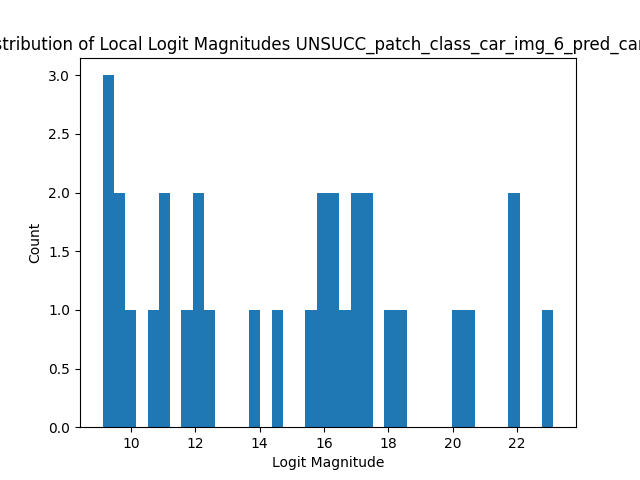 stribution of Local Logit Magnitudes UNSUCC_patch_class_car_img_6_pred_car
3.0
2.5
2.0
1.5
1.0
0.5
0.0
Count
10 12 14 16 18 20 22
Logit Magnitude